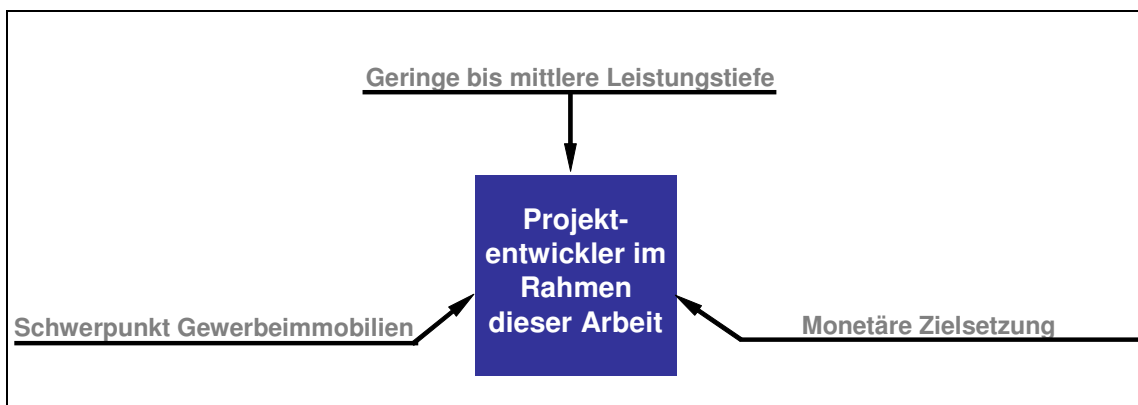 Geringe bis mittlere Leistungstiefe
Projekt-
entwickler im
Rahmen
dieser Arbeit
Schwerpunkt Gewerbeimmobilien
Monetäre Zielsetzung